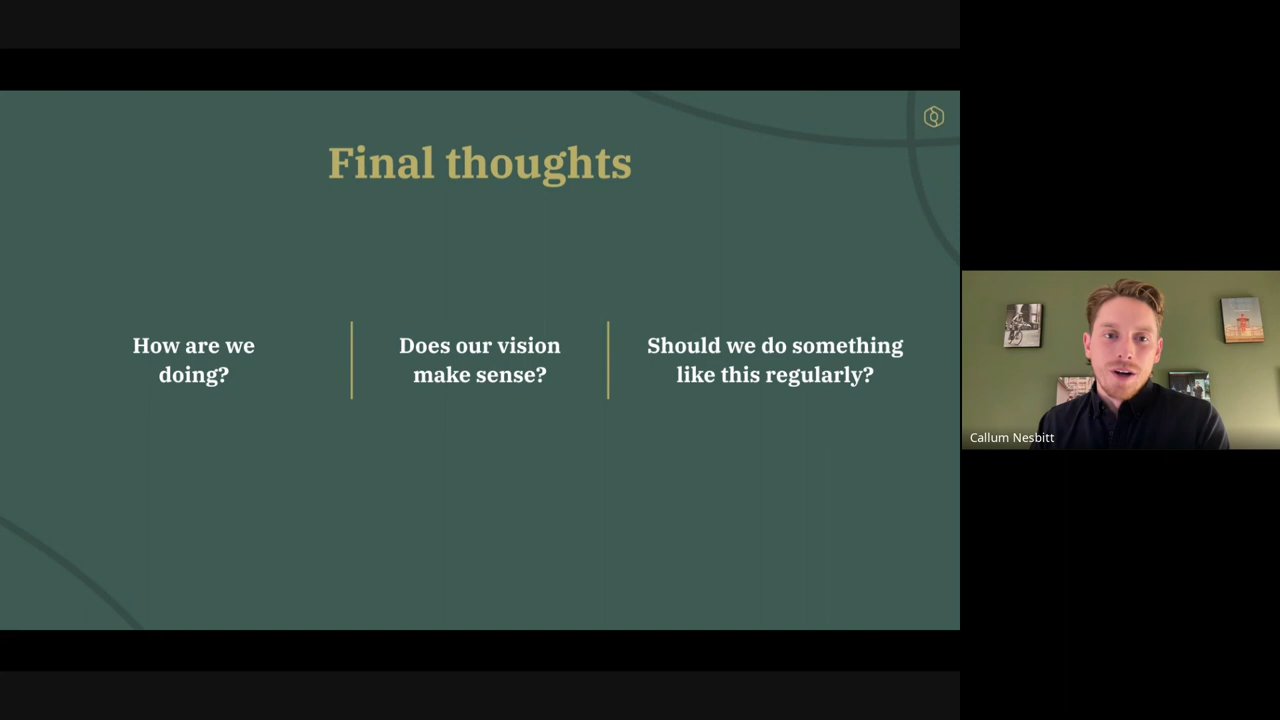 Final thoughts
How are we
doing?
Does our vision
make sense?
Should we do something
like this regularly?
Callum Nesbitt